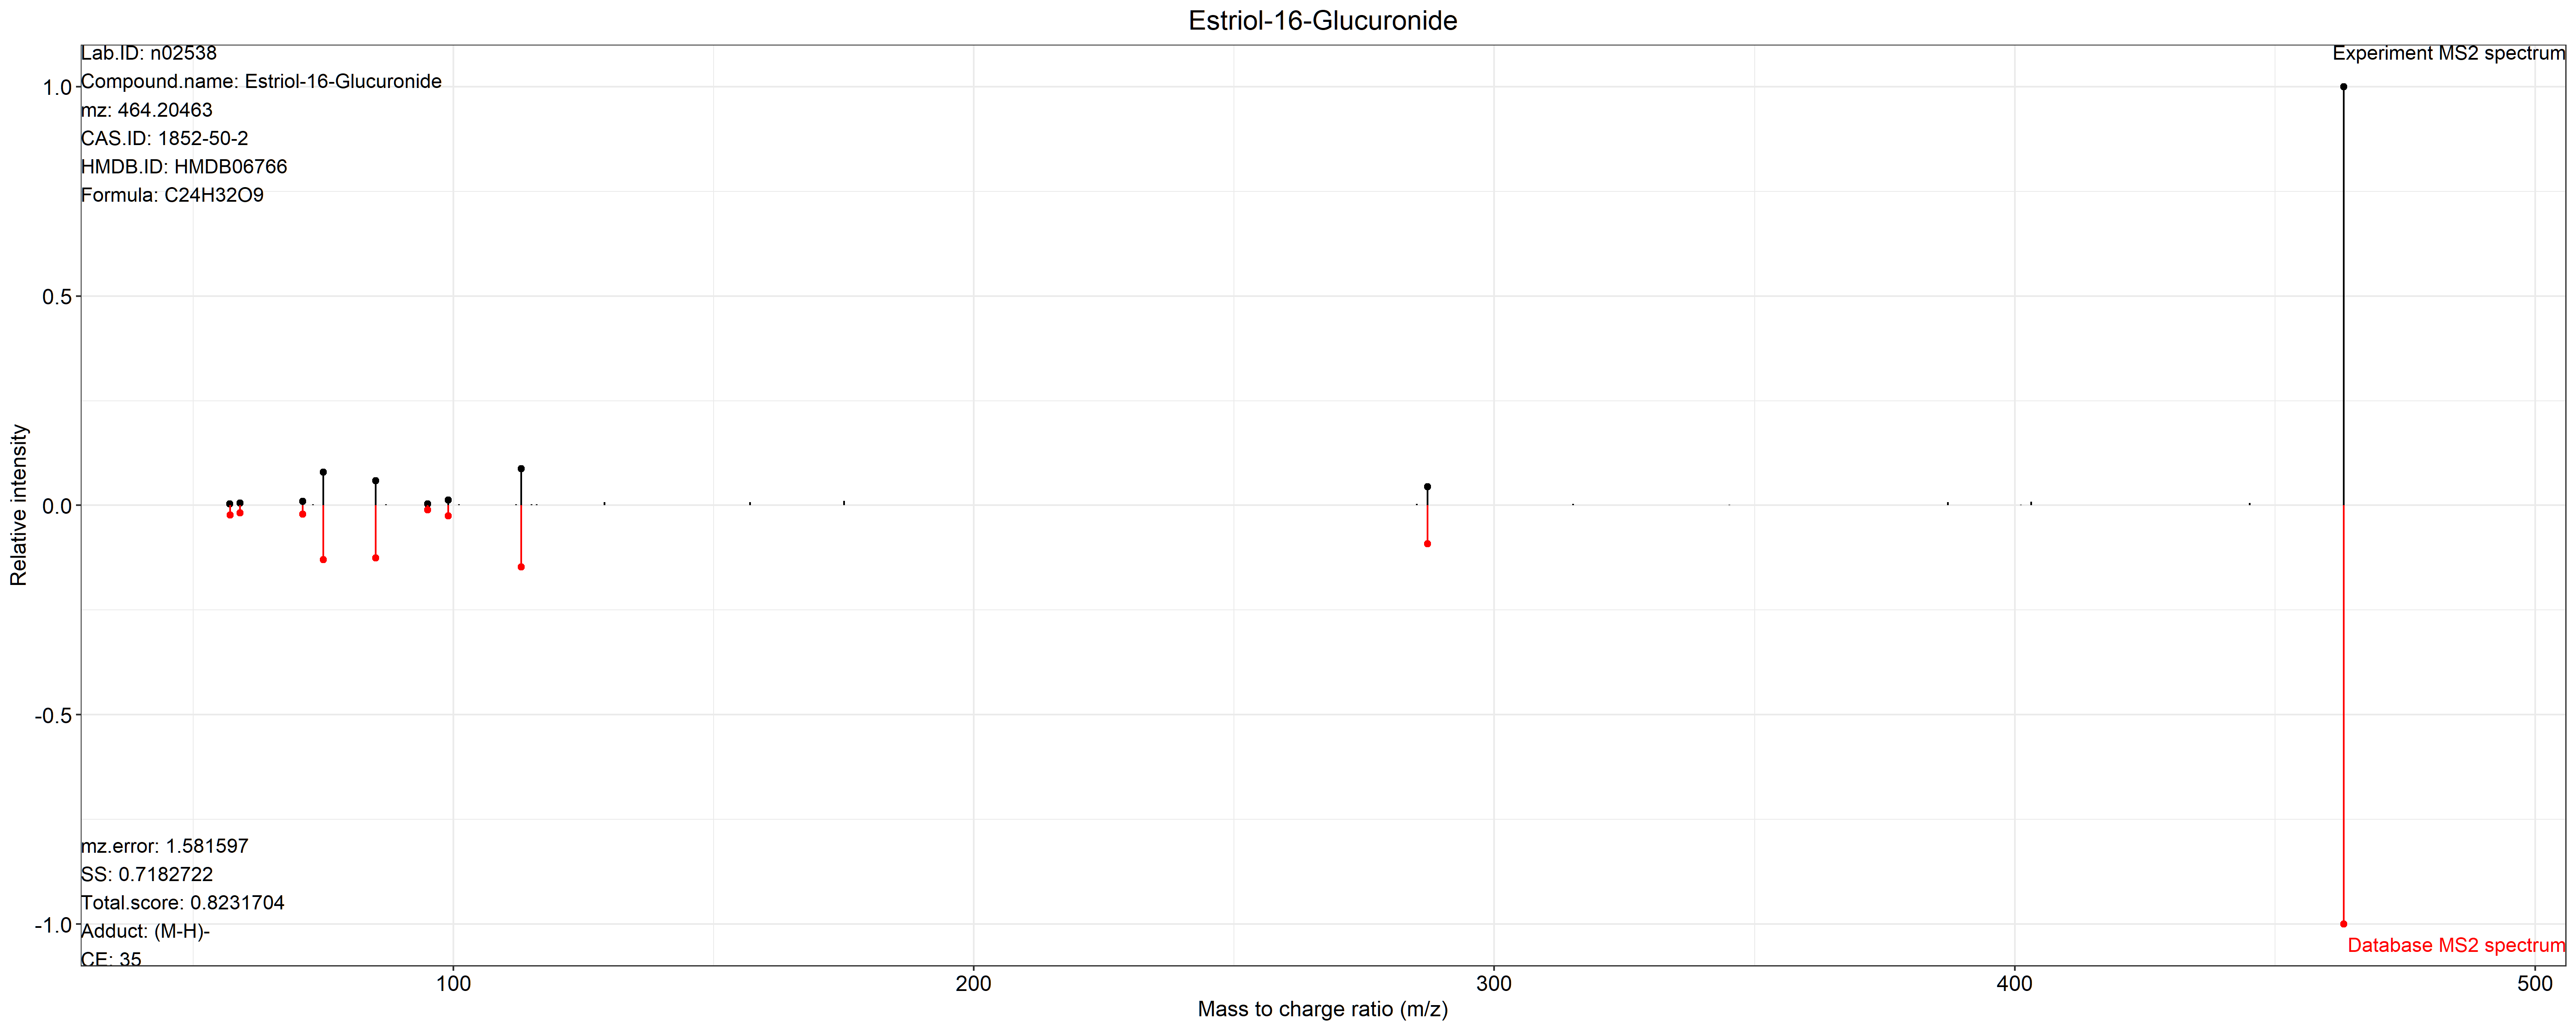 Estriol-16-Glucuronide
Lab.ID: n02538
Compound.name: Estriol-16-Glucuronide
mz: 464.20463
CAS.ID: 1852-50-2
HMDB.ID: HMDB06766
Formula: C24H32O9
Experiment MS2 spectrum
1.0
0.5
0.0
-0.5
-1.0
Relative intensity
mz.error: 1.581597
SS: 0.7182722
Total.score: 0.8231704
Adduct: (M-H)-
CE: 35
Database MS2 spectrum
100 200 300 400 500
Mass to charge ratio (m/z)